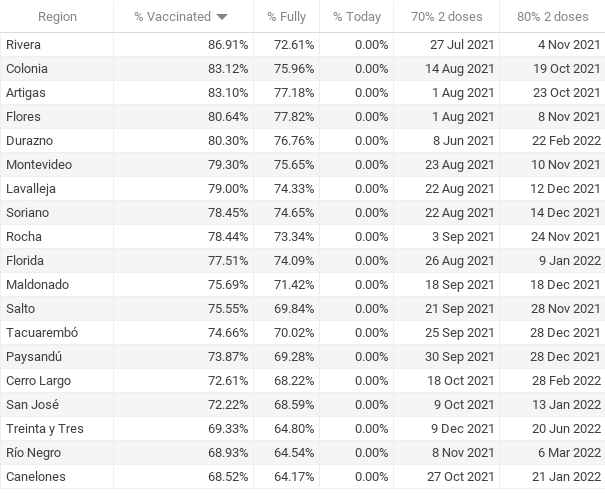 Region % Vaccinated % Fully % Today 70% 2 doses 80% 2 doses
Rivera 86.91% 72.61% 0.00% 27 Jul 2021 4 Nov 2021
Colonia 83.12% 75.96% 0.00% 14 Aug 2021 19 Oct 2021
Artigas 83.10% 77.18% 0.00% 1 Aug 2021 23 Oct 2021
Flores 80.64% 77.82% 0.00% 1 Aug 2021 8 Nov 2021
Durazno 80.30% 76.76% 0.00% 8 Jun 2021 22 Feb 2022
Montevideo 79.30% 75.65% 0.00% 23 Aug 2021 10 Nov 2021
Lavalleja 79.00% 74.33% 0.00% 22 Aug 2021 12 Dec 2021
Soriano 78.45% 74.65% 0.00% 22 Aug 2021 14 Dec 2021
Rocha 78.44% 73.34% 0.00% 3 Sep 2021 24 Nov 2021
Florida 77.51% 74.09% 0.00% 26 Aug 2021 9 Jan 2022
Maldonado 75.69% 71.42% 0.00% 18 Sep 2021 18 Dec 2021
Salto 75.55% 69.84% 0.00% 21 Sep 2021 28 Nov 2021
Tacuarembó 74.66% 70.02% 0.00% 25 Sep 2021 28 Dec 2021
Paysandú 73.87% 69.28% 0.00% 30 Sep 2021 28 Dec 2021
Cerro Largo 72.61% 68.22% 0.00% 18 Oct 2021 28 Feb 2022
San José 72.22% 68.59% 0.00% 9 Oct 2021 13 Jan 2022
Treinta y Tres 69.33% 64.80% 0.00% 9 Dec 2021 20 Jun 2022
Río Negro 68.93% 64.54% 0.00% 8 Nov 2021 6 Mar 2022
Canelones 68.52% 64.17% 0.00% 27 Oct 2021 21 Jan 2022